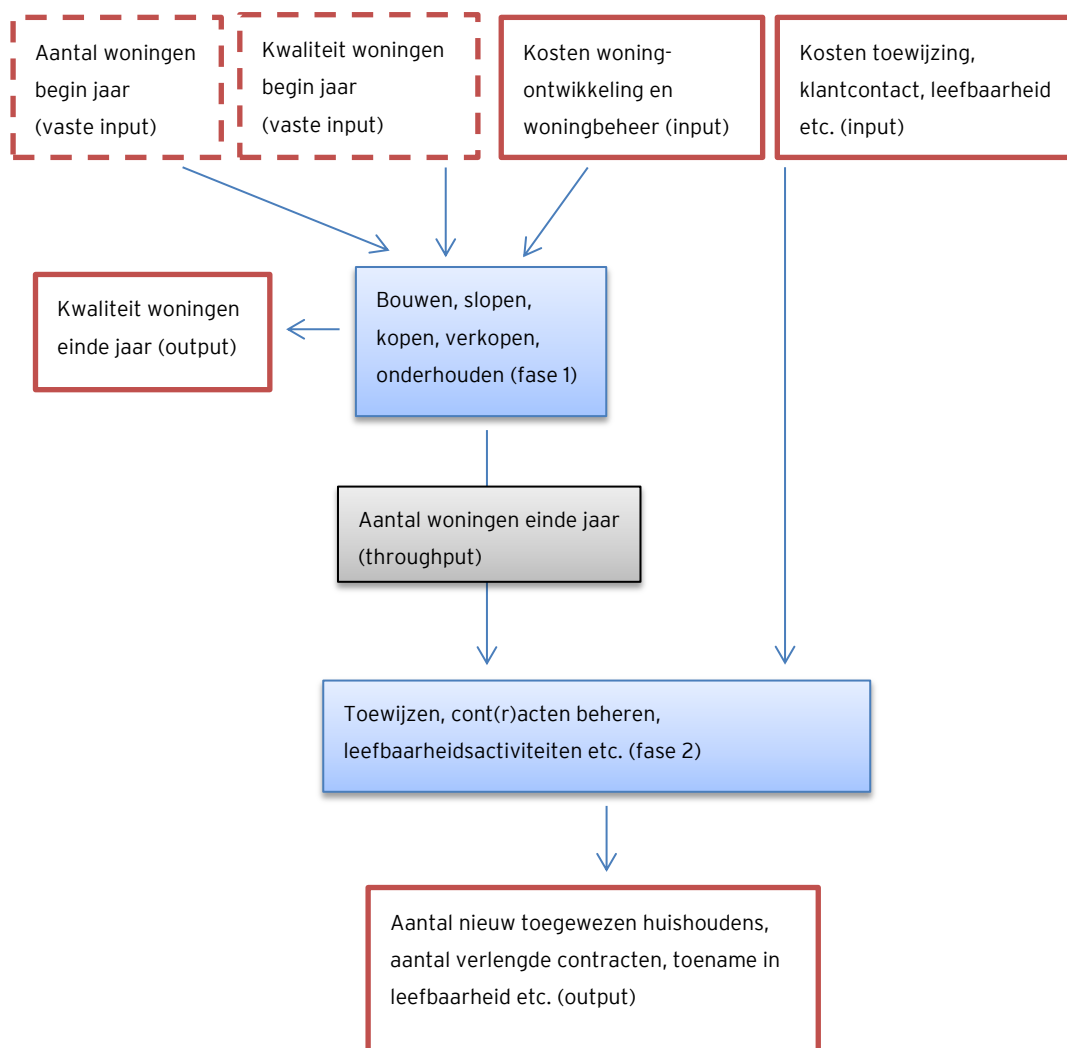 Aantal woningen
begin jaar
(vaste input)
Kwaliteit woningen
begin jaar
(vaste input)
Kosten woning-
ontwikkeling en
woningbeheer (input)
Kosten toewijzing,
klantcontact, leefbaarheid
etc. (input)
Kwaliteit woningen
einde jaar (output)
Bouwen, slopen,
kopen, verkopen,
onderhouden (fase 1)
Aantal woningen einde jaar
(throughput)
Toewijzen, cont(r)acten beheren,
leefbaarheidsactiviteiten etc. (fase 2)
Aantal nieuw toegewezen huishoudens,
aantal verlengde contracten, toename in
leefbaarheid etc. (output)